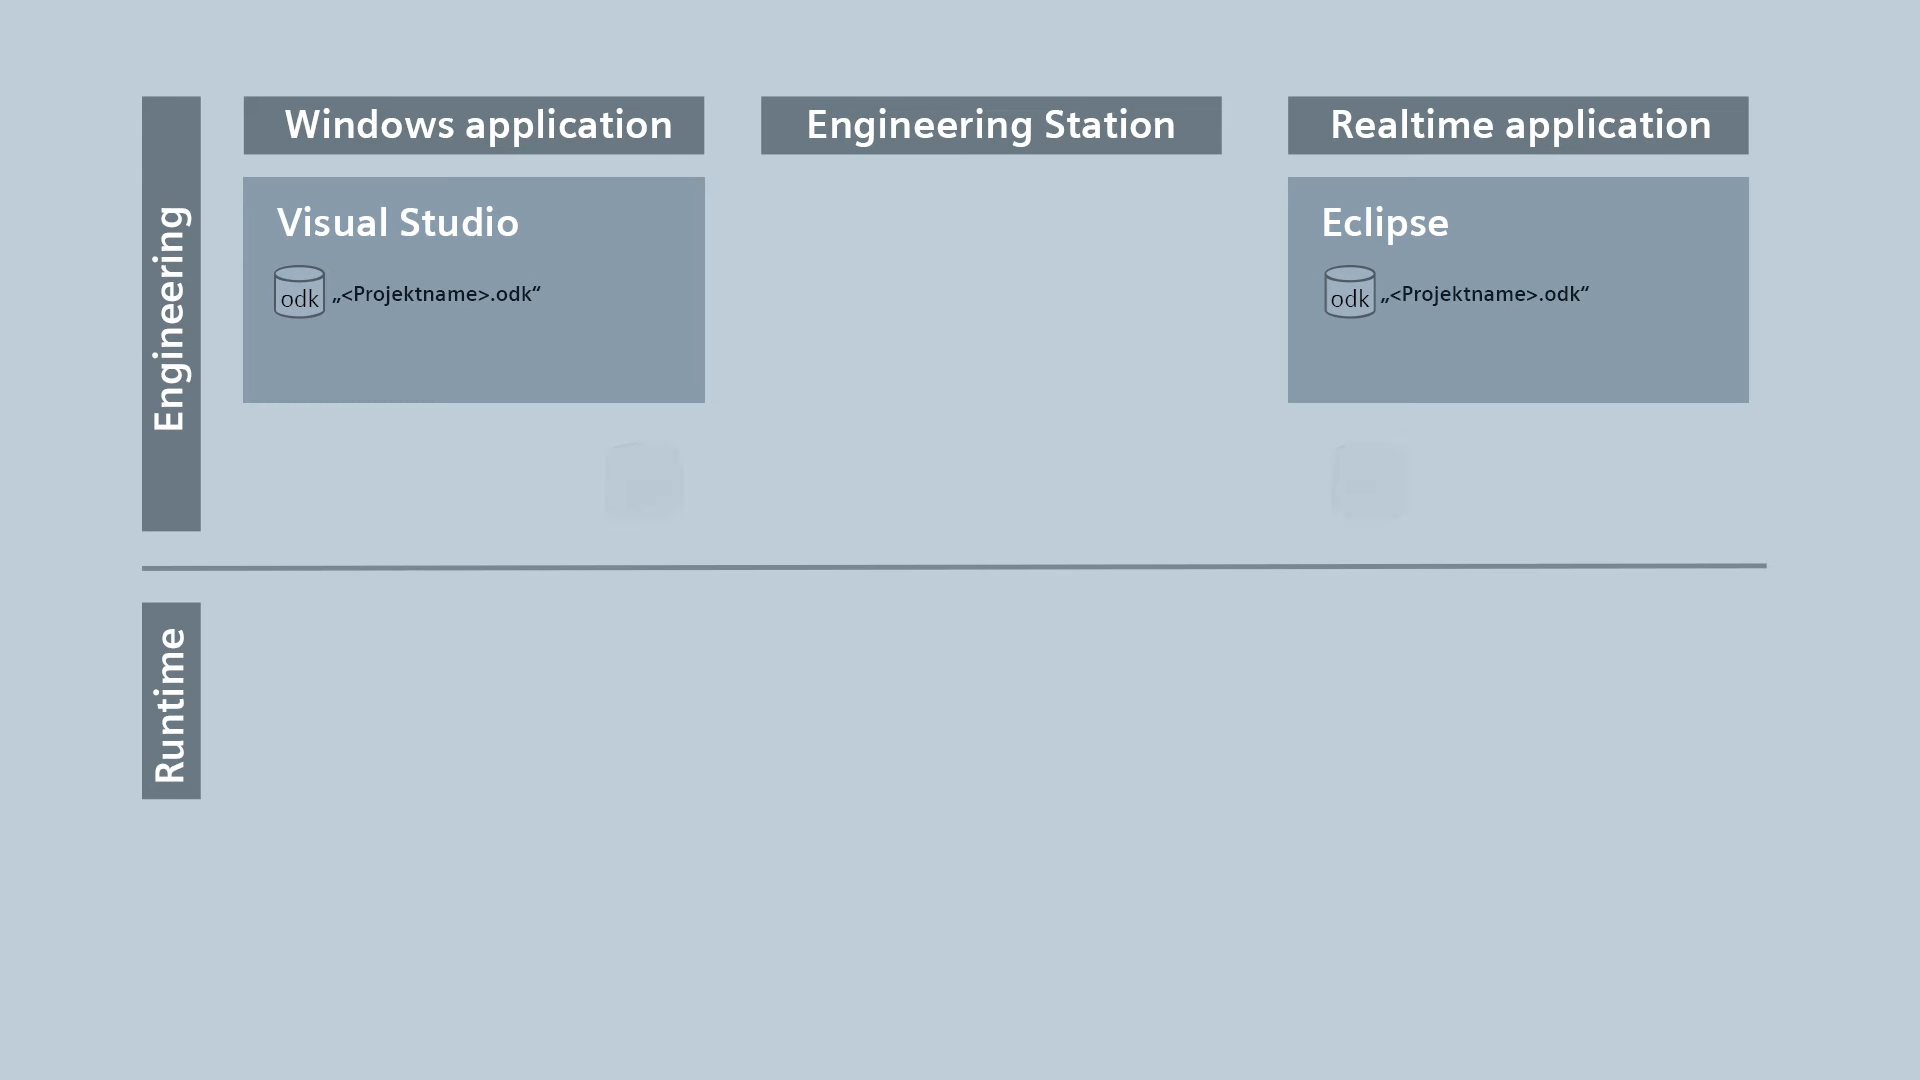 Windows application
Engineering Station
Realtime application
Engineering
Visual Studio
odk „<Projektname>.odk“
Eclipse
odk „<Projektname>.odk“
Runtime